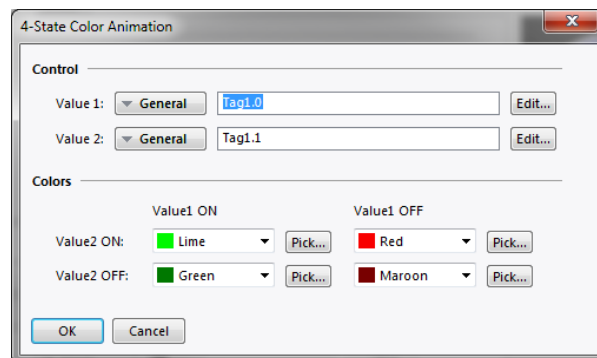 4-State Color Animation
Control
Value 1: General Tag1.0 Edit...
Value 2: General Tag1.1 Edit...
Colors
Value1 ON Value1 OFF
Value2 ON: Lime Pick... Red Pick...
Value2 OFF: Green Pick... Maroon Pick...
OK Cancel